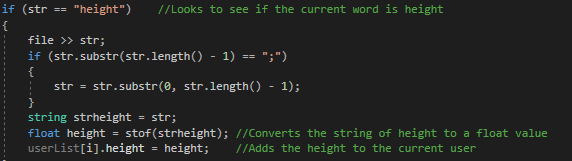 if (str == "height")    //Looks to see if the current word is height
{
    file >> str;
    if (str.substr(str.length() - 1) == ";")
    {
        str = str.substr(0, str.length() - 1);
    }
    string strheight = str;
    float height = stof(strheight); //Converts the string of height to a float value
    userList[i].height = height;    //Adds the height to the current user